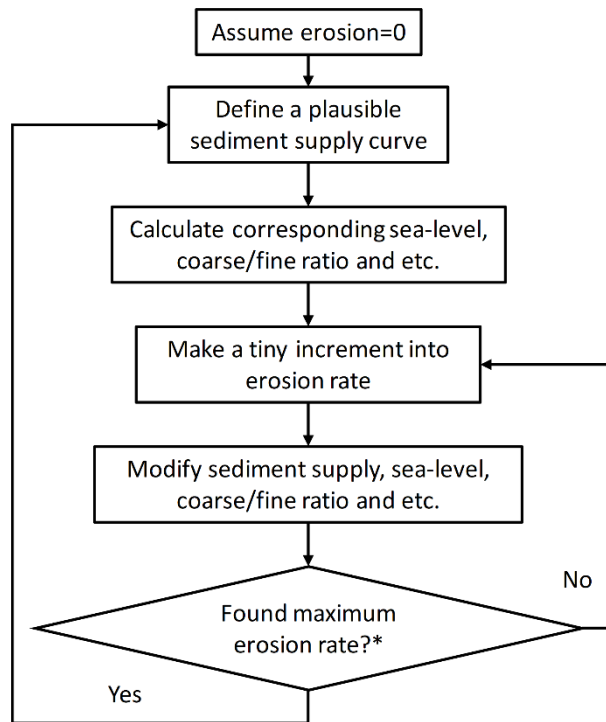 Assume erosion=0
Define a plausible
sediment supply curve
Calculate corresponding sea-level,
coarse/fine ratio and etc.
Make a tiny increment into
erosion rate
Modify sediment supply, sea-level,
coarse/fine ratio and etc.
No
Found maximum
erosion rate?*
Yes